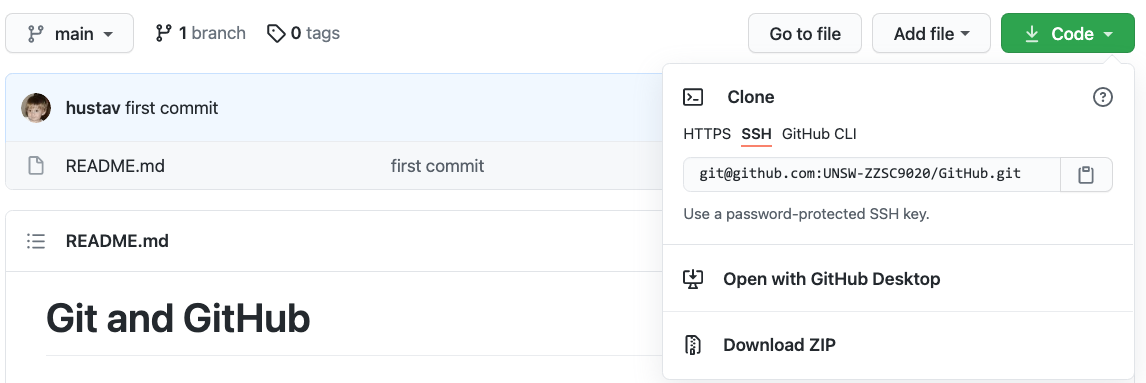 main 1 branch 0 tags Go to file Add file Code
hustav first commit
README.md first commit
README.md
Git and GitHub
Clone
HTTPS SSH GitHub CLI
git@github.com:UNSW-ZZSC9020/GitHub.git
Use a password-protected SSH key.
Open with GitHub Desktop
Download ZIP